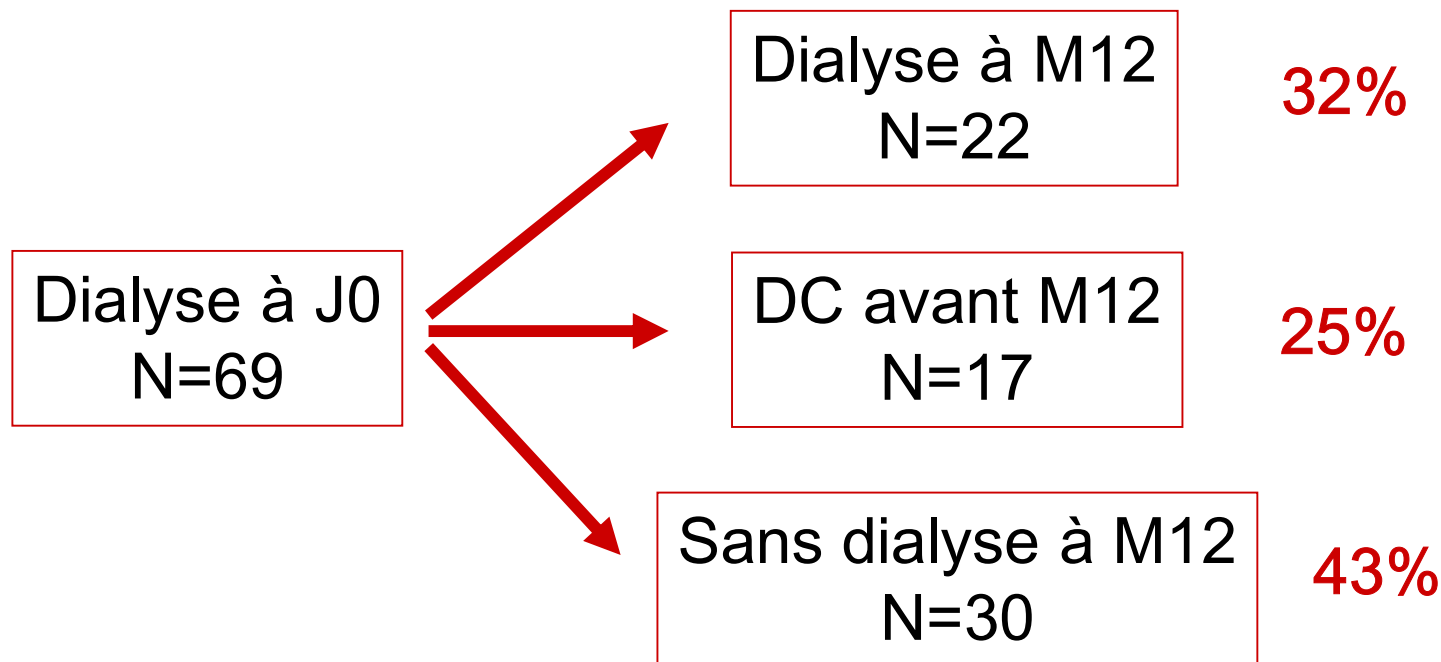 Dialyse à M12
N=22
32%
Dialyse à J0
N=69
DC avant M12
N=17
25%
Sans dialyse à M12
N=30
43%